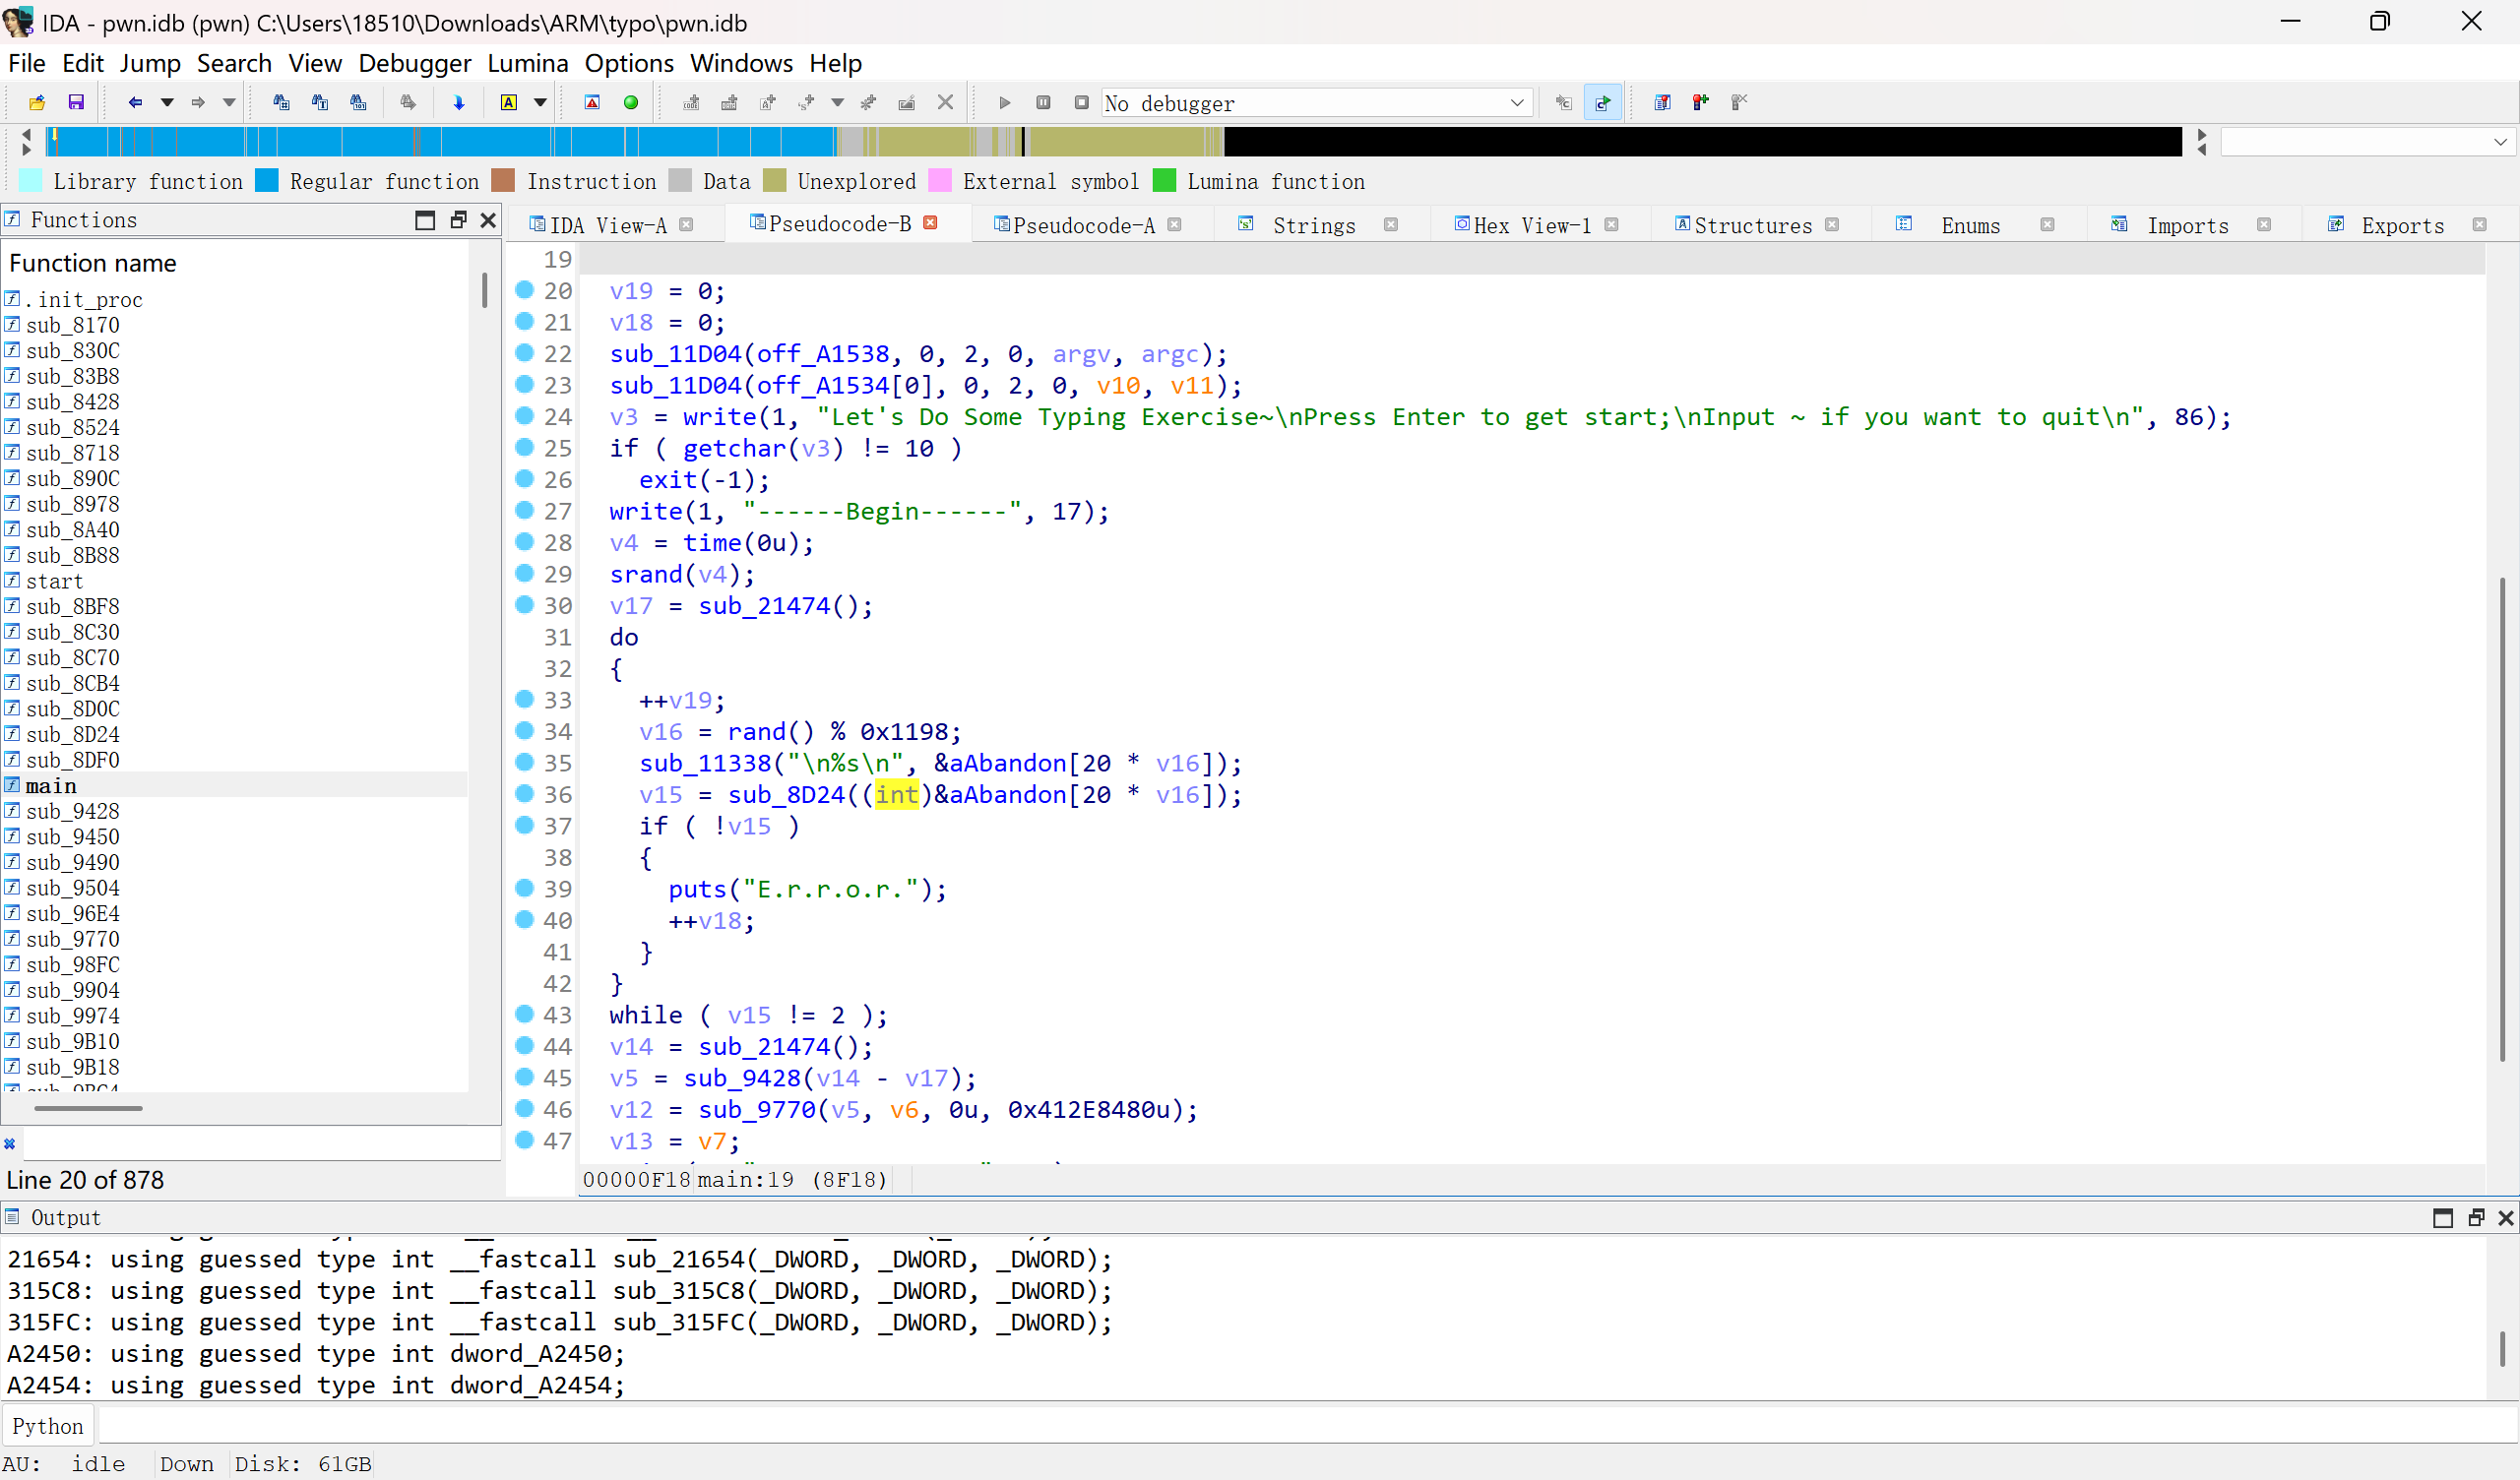 IDA - pwn.idb (pwn) C:\Users\18510\Downloads\ARM\typo\pwn.idb
File Edit Jump Search View Debugger Lumina Options Windows Help
No debugger
Library function Regular function Instruction Data Unexplored External symbol Lumina function
Functions
Function name
.init_proc
sub_8170
sub_830C
sub_83B8
sub_8428
sub_8524
sub_8718
sub_890C
sub_8978
sub_8A40
sub_8B88
start
sub_8BF8
sub_8C30
sub_8C70
sub_8CB4
sub_8D0C
sub_8D24
sub_8DF0
main
sub_9428
sub_9450
sub_9490
sub_9504
sub_96E4
sub_9770
sub_98FC
sub_9904
sub_9974
sub_9B10
sub_9B18
Line 20 of 878
IDA View-A Pseudocode-B Pseudocode-A Strings Hex View-1 Structures Enums Imports Exports
19
20 v19 = 0;
21 v18 = 0;
22 sub_11D04(off_A1538, 0, 2, 0, argv, argc);
23 sub_11D04(off_A1534[0], 0, 2, 0, v10, v11);
24 v3 = write(1, "Let's Do Some Typing Exercise~\nPress Enter to get start;\nInput ~ if you want to quit\n", 86);
25 if ( getchar(v3) != 10 )
26 exit(-1);
27 write(1, "------Begin------", 17);
28 v4 = time(0u);
29 srand(v4);
30 v17 = sub_21474();
31 do
32 {
33 ++v19;
34 v16 = rand() % 0x1198;
35 sub_11338("\n%s\n", &aAbandon[20 * v16]);
36 v15 = sub_8D24((int)&aAbandon[20 * v16]);
37 if ( !v15 )
38 {
39 puts("E.r.r.o.r.");
40 ++v18;
41 }
42 }
43 while ( v15 != 2 );
44 v14 = sub_21474();
45 v5 = sub_9428(v14 - v17);
46 v12 = sub_9770(v5, v6, 0u, 0x412E8480u);
47 v13 = v7;
00000F18 main:19 (8F18)
Output
21654: using guessed type int __fastcall sub_21654(_DWORD, _DWORD, _DWORD);
315C8: using guessed type int __fastcall sub_315C8(_DWORD, _DWORD, _DWORD);
315FC: using guessed type int __fastcall sub_315FC(_DWORD, _DWORD, _DWORD);
A2450: using guessed type int dword_A2450;
A2454: using guessed type int dword_A2454;
Python
AU: idle Down Disk: 61GB